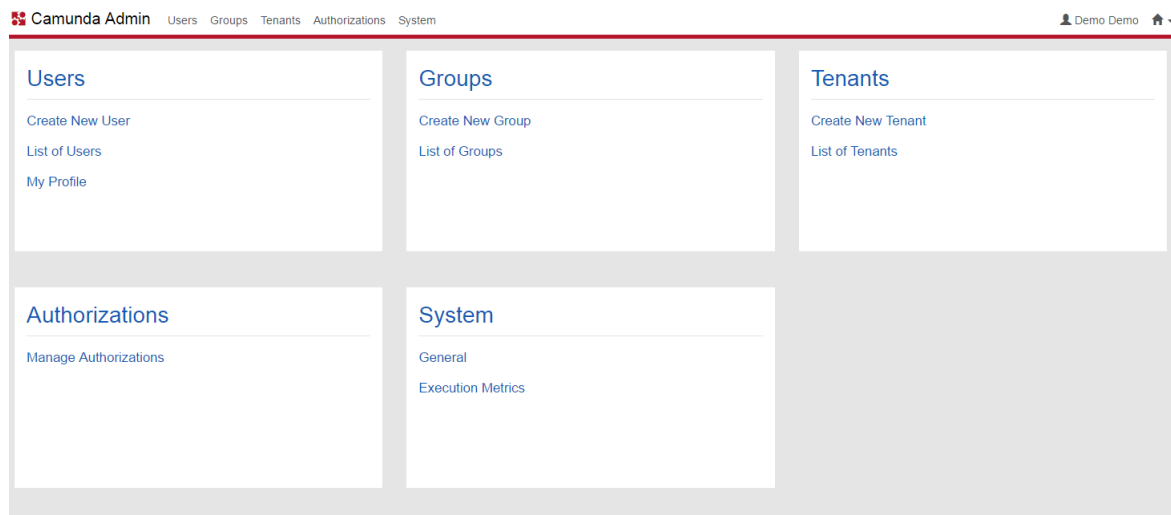 Camunda Admin Users Groups Tenants Authorizations System Demo Demo
Users
Create New User
List of Users
My Profile
Groups
Create New Group
List of Groups
Tenants
Create New Tenant
List of Tenants
Authorizations
Manage Authorizations
System
General
Execution Metrics